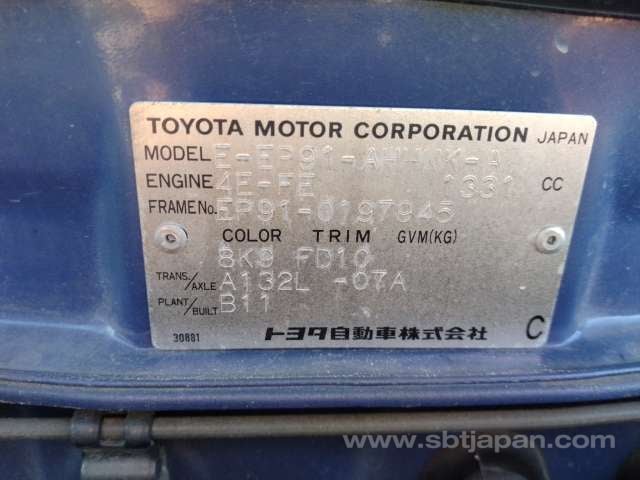 TOYOTA MOTOR CORPORATION JAPAN
MODEL
ENGINE 4E-FE 1331 CC
FRAME No. EP91-0197945
COLOR TRIM GVM(KG)
8K9 FD10
TRANS./AXLE A132L -07A
PLANT/BUILT B11
30881 トヨタ自動車株式会社 C
www.sbtjapan.com